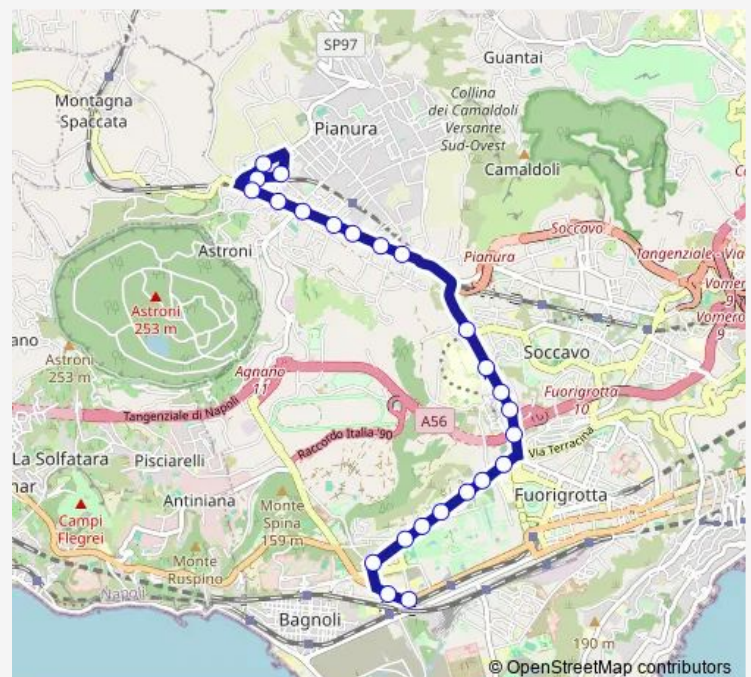 SP97
Guantai
Montagna
Spaccata
Pianura
Collina
dei Camaldoli
Versante
Sud-Ovest
Camaldoli
Soccavo
Pianura
Tangenziale - Via
Vomero
9
Vomero
9
Astroni
Astroni
253 m
ano
Astroni
253 m
Agnano
11
Soccavo
Fuorigrotta
10
Tangenziale di Napoli
A56
Raccordo Italia '90
Via Terracina
La Solfatara
Pisciarelli
nar
Antiniana
Monte
Spina
159 m
Fuorigrotta
Campi
Flegrei
Monte
Ruspino
Napoli
Bagnoli
190 m
© OpenStreetMap contributors